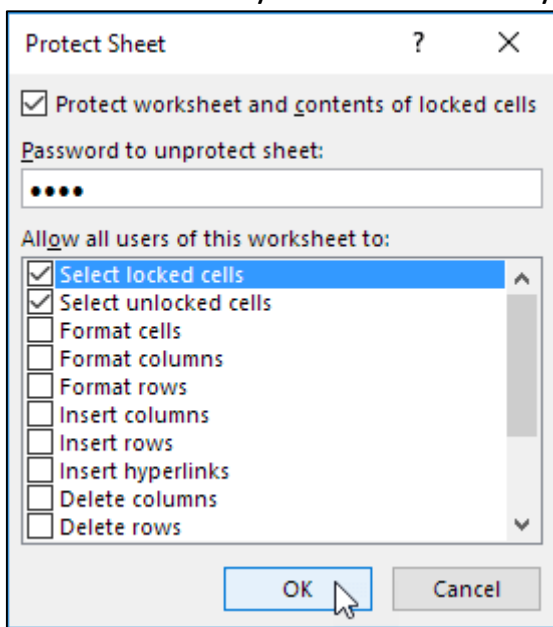 Protect Sheet ?
Protect worksheet and contents of locked cells
Password to unprotect sheet:
••••
Allow all users of this worksheet to:
Select locked cells
Select unlocked cells
Format cells
Format columns
Format rows
Insert columns
Insert rows
Insert hyperlinks
Delete columns
Delete rows
OK Cancel